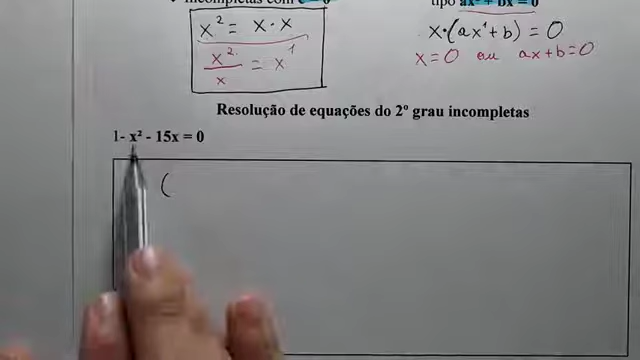 incompletas com c = 0
tipo ax² + bx = 0
x² = x · x
x²/x = x¹
x·(ax¹+b) = 0
x=0 ou ax+b=0
Resolução de equações do 2º grau incompletas
1- x² - 15x = 0
(